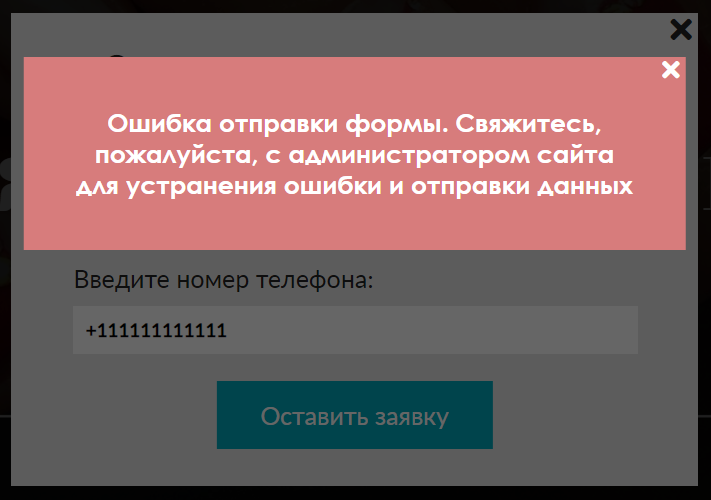 Ошибка отправки формы. Свяжитесь,
пожалуйста, с администратором сайта
для устранения ошибки и отправки данных
Введите номер телефона:
+111111111111
Оставить заявку